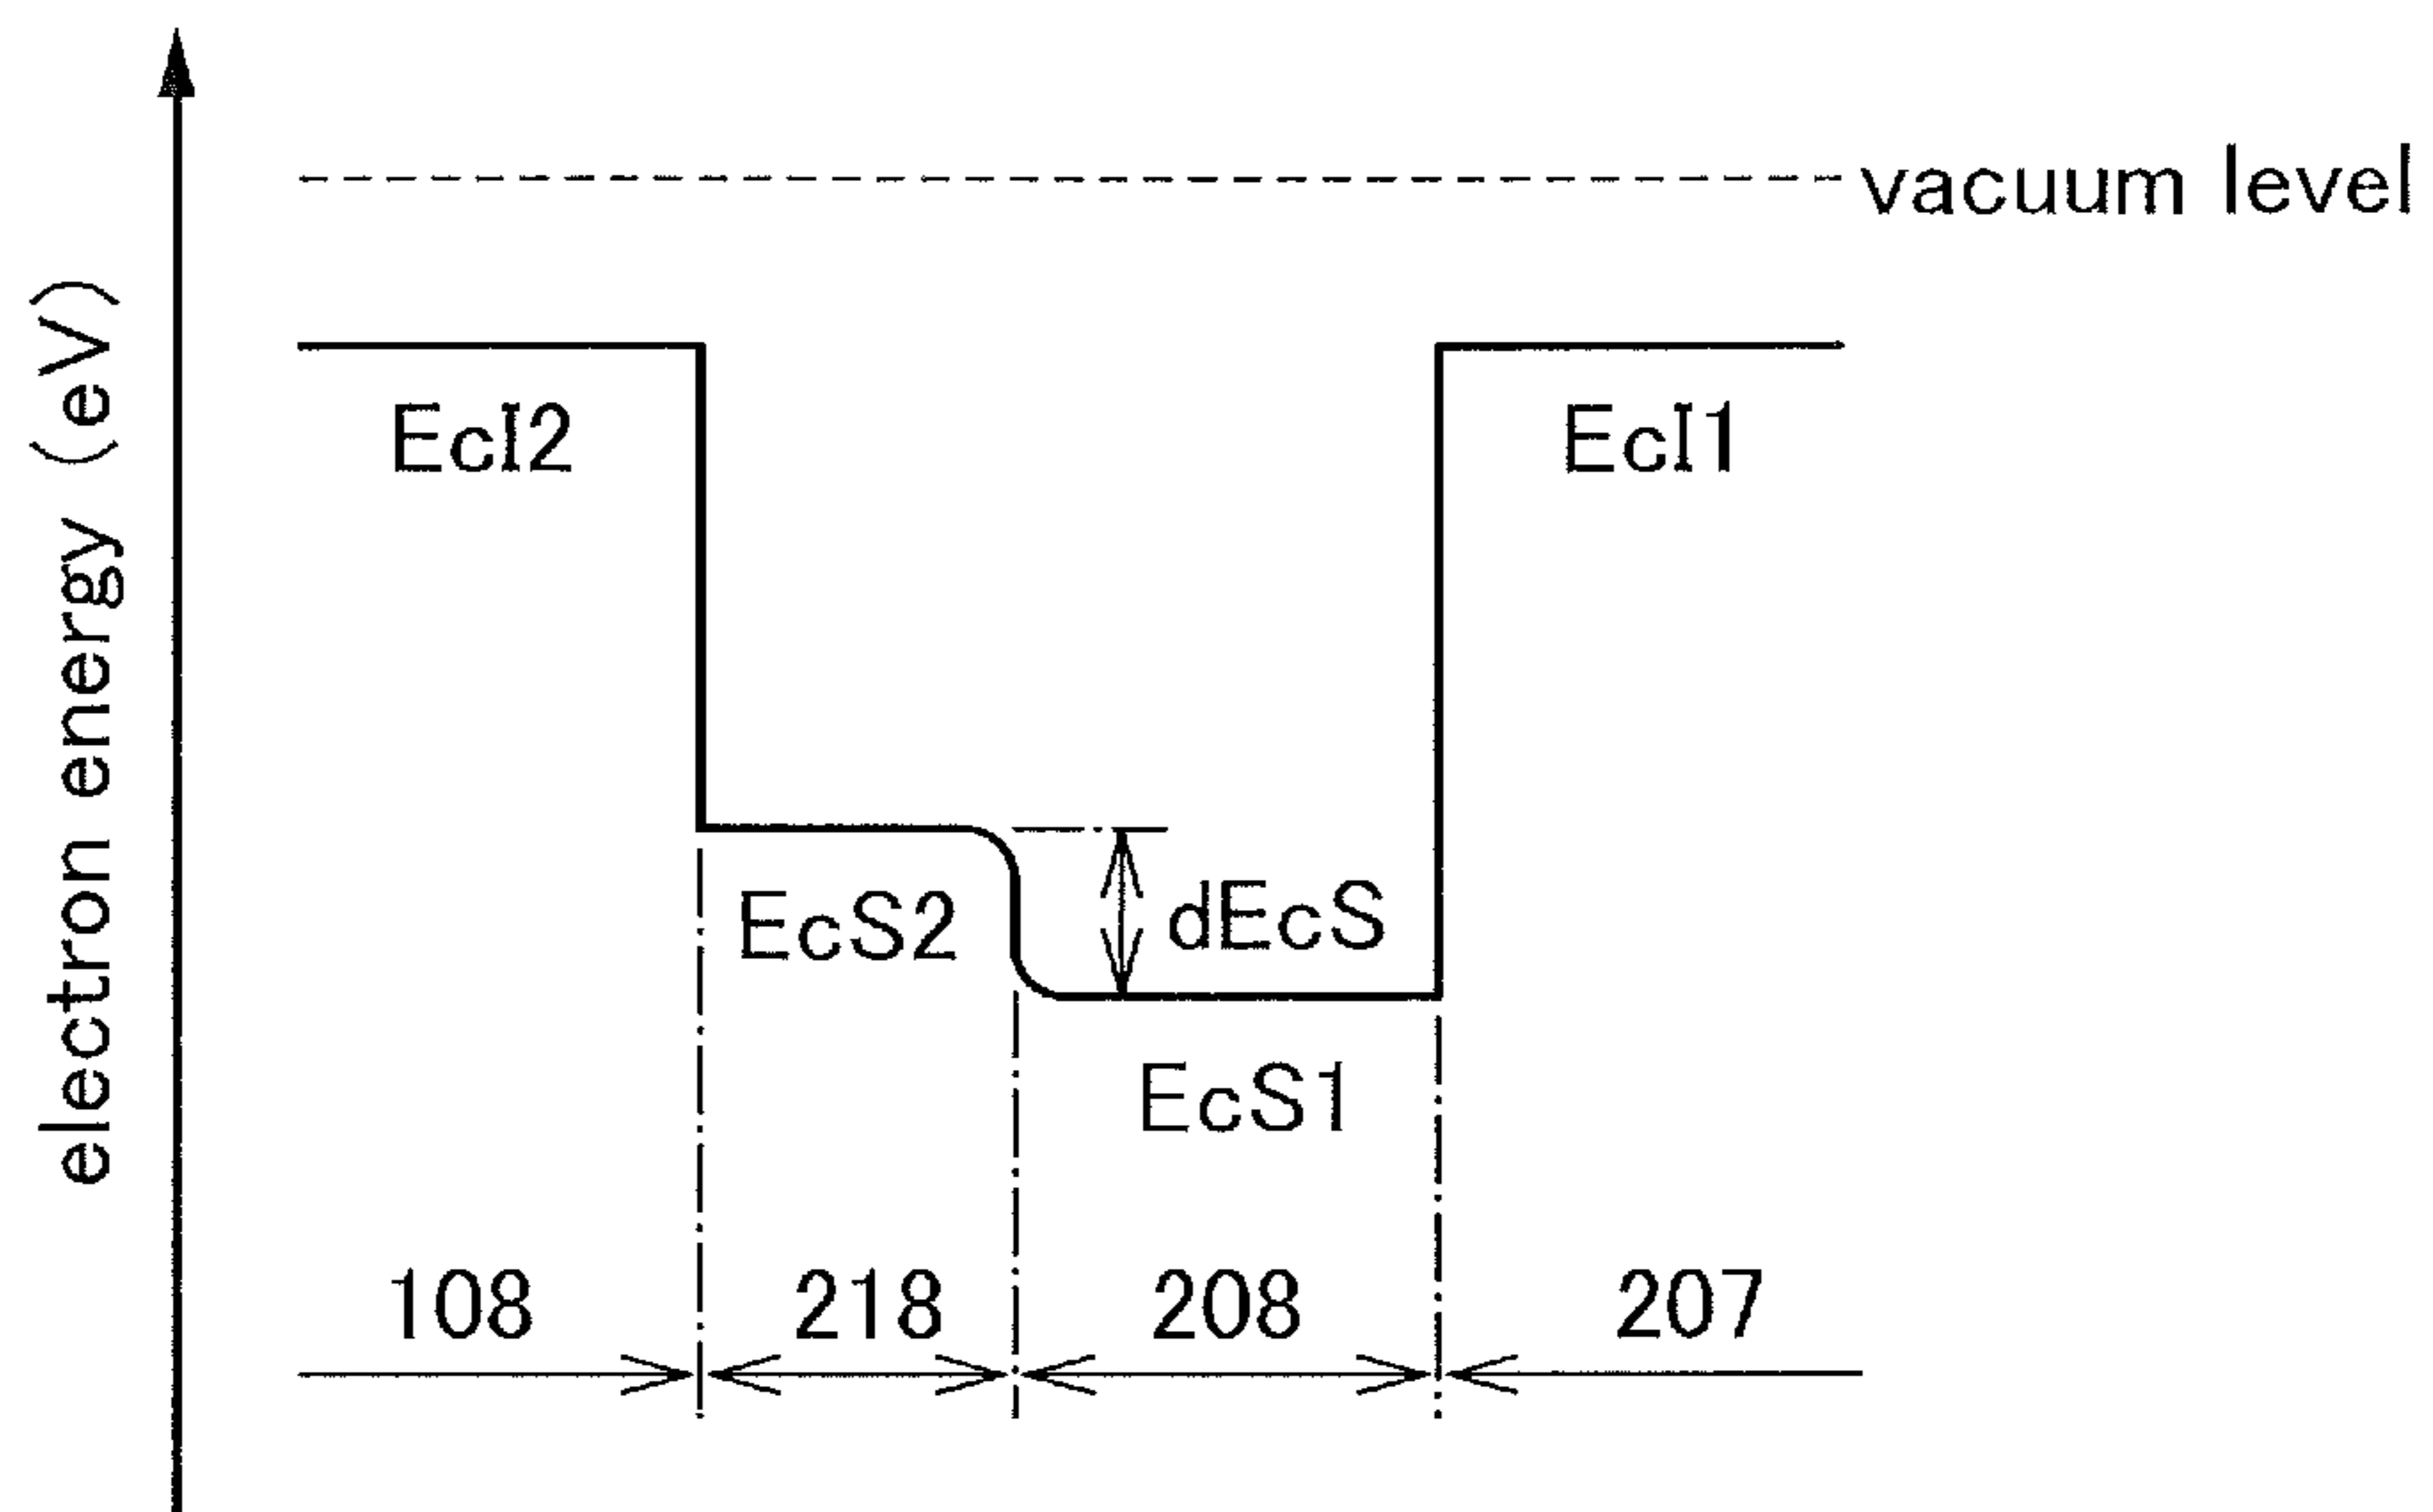 electron energy (eV)
vacuum level
EcI2
EcI1
EcS2
dEcS
EcS1
108
218
208
207